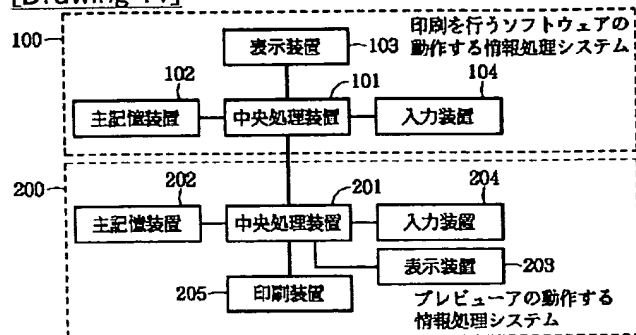 100
印刷を行うソフトウェアの
動作する情報処理システム
表示装置
103
102
101
104
主記憶装置
中央処理装置
入力装置
200
202
201
204
主記憶装置
中央処理装置
入力装置
表示装置
203
205
印刷装置
プレビューアの動作する
情報処理システム